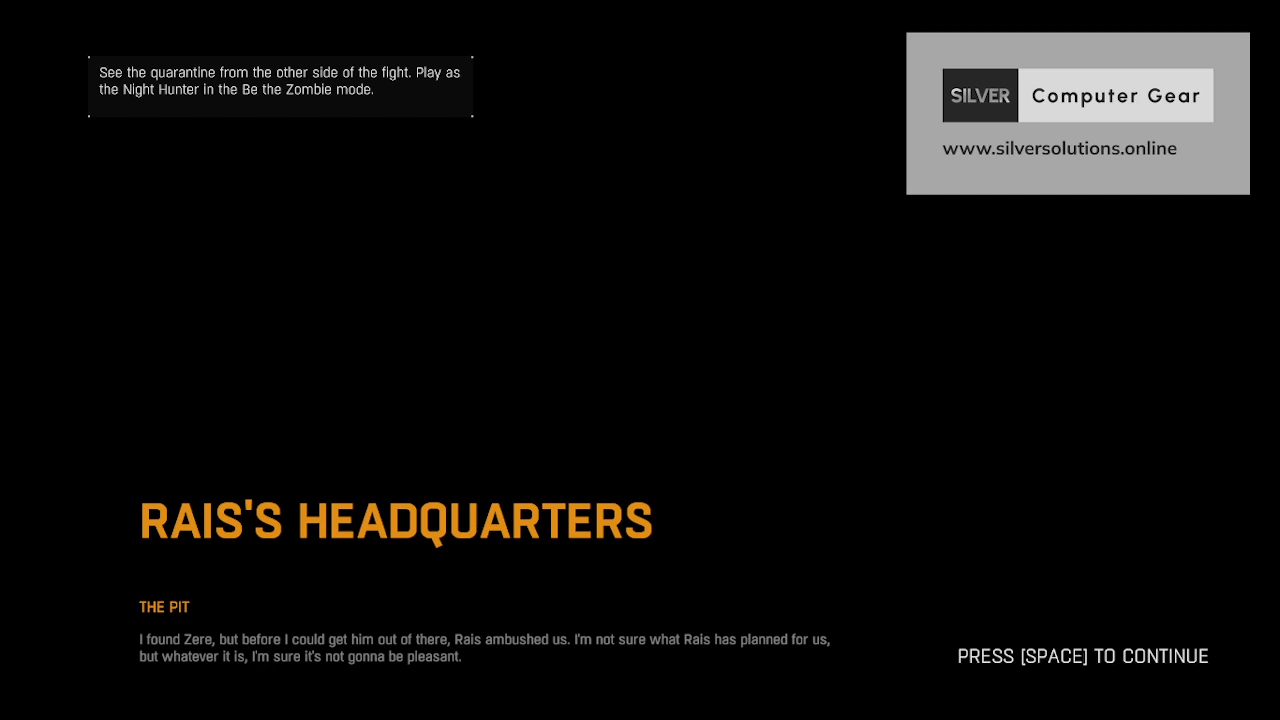 See the quarantine from the other side of the fight. Play as
the Night Hunter in the Be the Zombie mode.
SILVER Computer Gear
www.silversolutions.online
RAIS'S HEADQUARTERS
THE PIT
I found Zere, but before I could get him out of there, Rais ambushed us. I'm not sure what Rais has planned for us,
but whatever it is, I'm sure it's not gonna be pleasant.
PRESS [SPACE] TO CONTINUE